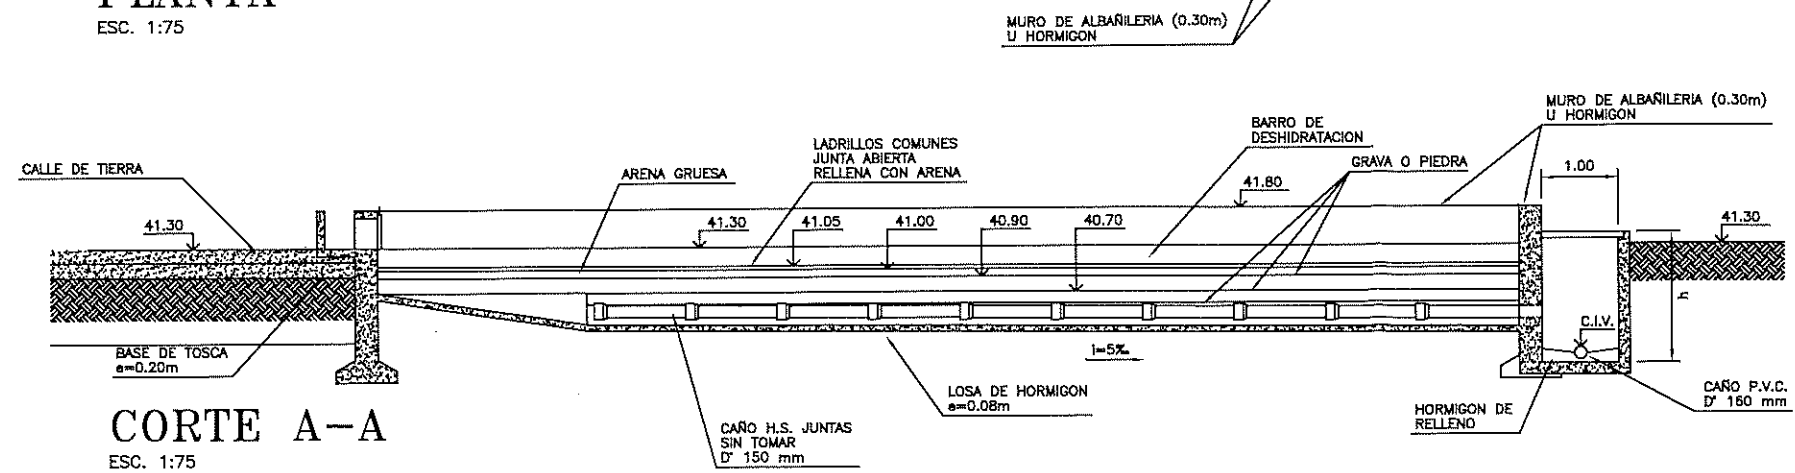 PLANTA
ESC. 1:75
MURO DE ALBAÑILERIA (0.30m)
U HORMIGON
MURO DE ALBAÑILERIA (0.30m)
U HORMIGON
BARRO DE
DESHIDRATACION
LADRILLOS COMUNES
JUNTA ABIERTA
RELLENA CON ARENA
CALLE DE TIERRA
ARENA GRUESA
GRAVA O PIEDRA
1.00
41.80
41.30
41.30
41.05
41.00
40.90
40.70
41.30
h
C.I.V.
BASE DE TOSCA
e=0.20m
i=5‰
LOSA DE HORMIGON
e=0.08m
CAÑO P.V.C.
D° 160 mm
HORMIGON DE
RELLENO
CAÑO H.S. JUNTAS
SIN TOMAR
D° 150 mm
CORTE A-A
ESC. 1:75